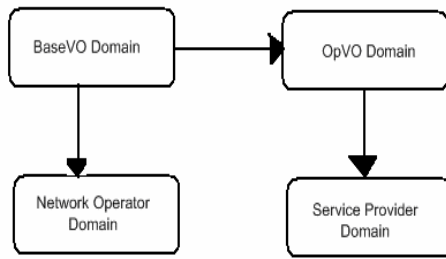 BaseVO Domain
OpVO Domain
Network Operator
Domain
Service Provider
Domain